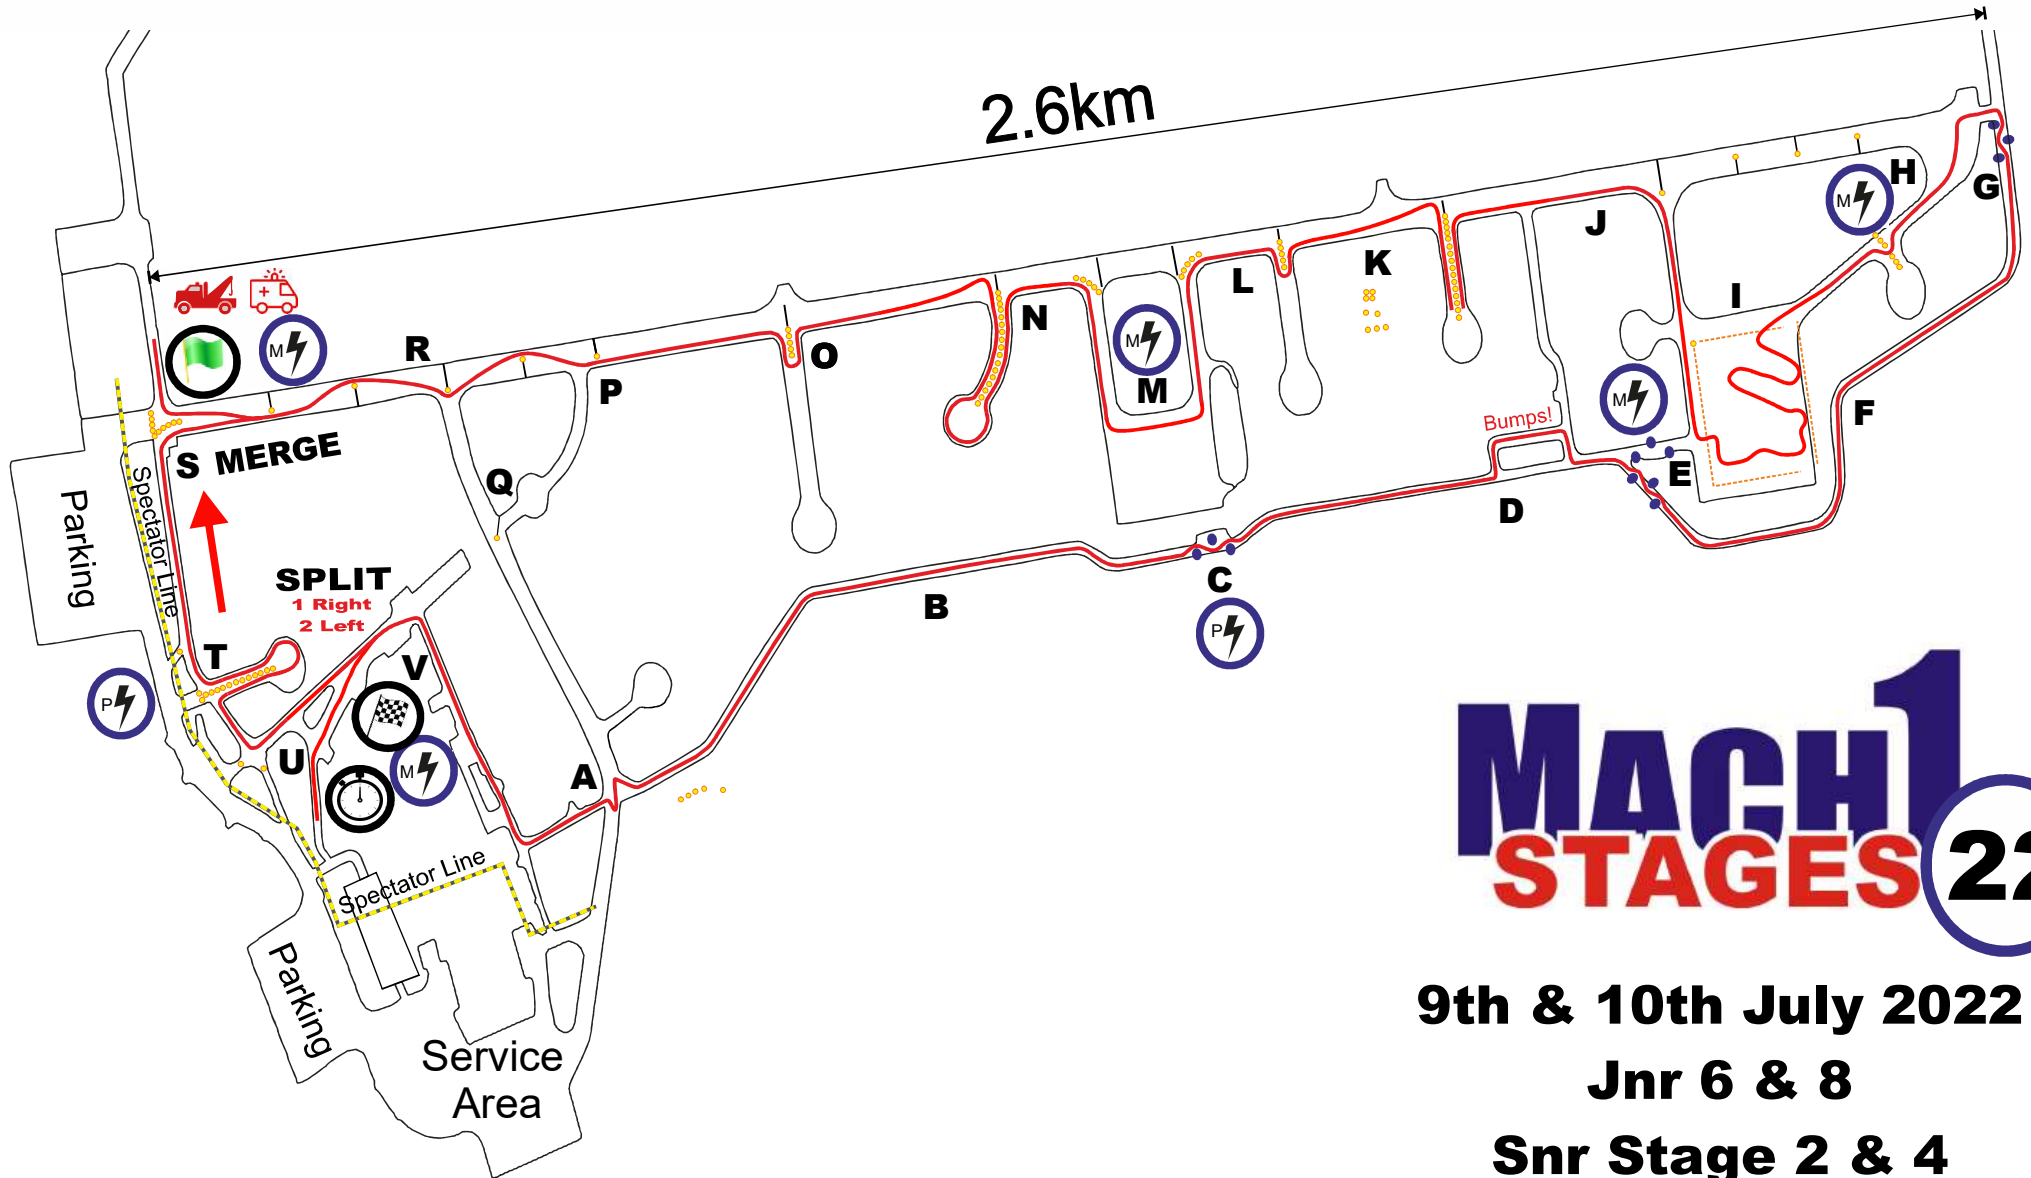 2.6km
H
G
J
K
L
I
N
R
O
P
M
M
M
M
M
Bumps!
F
S MERGE
Q
E
Parking
Spectator Line
D
SPLIT
1 Right
2 Left
C
B
P
T
V
P
U
M
A
MACH 1
STAGES
22
Spectator Line
Parking
Service
Area
9th & 10th July 2022
Jnr 6 & 8
Snr Stage 2 & 4